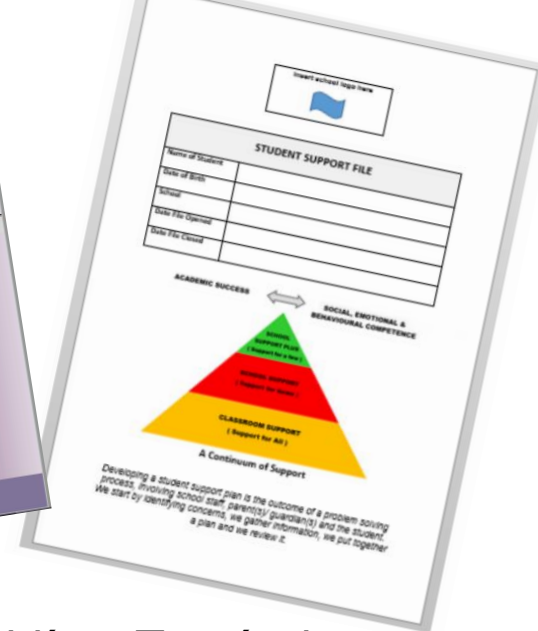 Insert school logo here
STUDENT SUPPORT FILE
Name of Student
Date of Birth
School
Date File Opened
Date File Closed
ACADEMIC SUCCESS
SOCIAL, EMOTIONAL &
BEHAVIOURAL COMPETENCE
SCHOOL
SUPPORT PLAN
( Support for a few )
SCHOOL SUPPORT
( Support for Some )
CLASSROOM SUPPORT
( Support for All )
A Continuum of Support
Developing a student support plan is the outcome of a problem solving
process, involving school staff, parent(s)/ guardian(s) and the student.
We start by identifying concerns, we gather information, we put together
a plan and we review it.